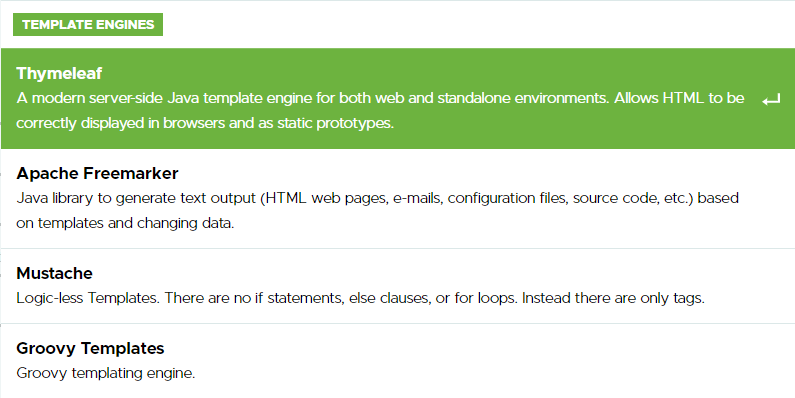 TEMPLATE ENGINES
Thymeleaf
A modern server-side Java template engine for both web and standalone environments. Allows HTML to be
correctly displayed in browsers and as static prototypes.
Apache Freemarker
Java library to generate text output (HTML web pages, e-mails, configuration files, source code, etc.) based
on templates and changing data.
Mustache
Logic-less Templates. There are no if statements, else clauses, or for loops. Instead there are only tags.
Groovy Templates
Groovy templating engine.